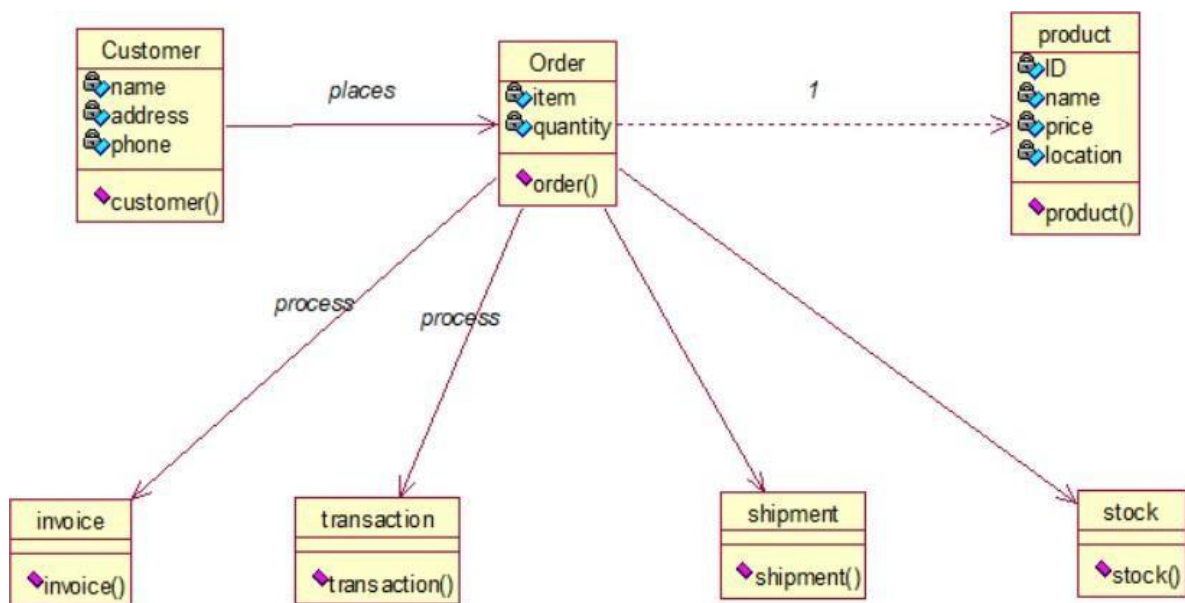 Customer
name
address
phone
customer()
places
Order
item
quantity
order()
1
product
ID
name
price
location
product()
process
process
invoice
invoice()
transaction
transaction()
shipment
shipment()
stock
stock()